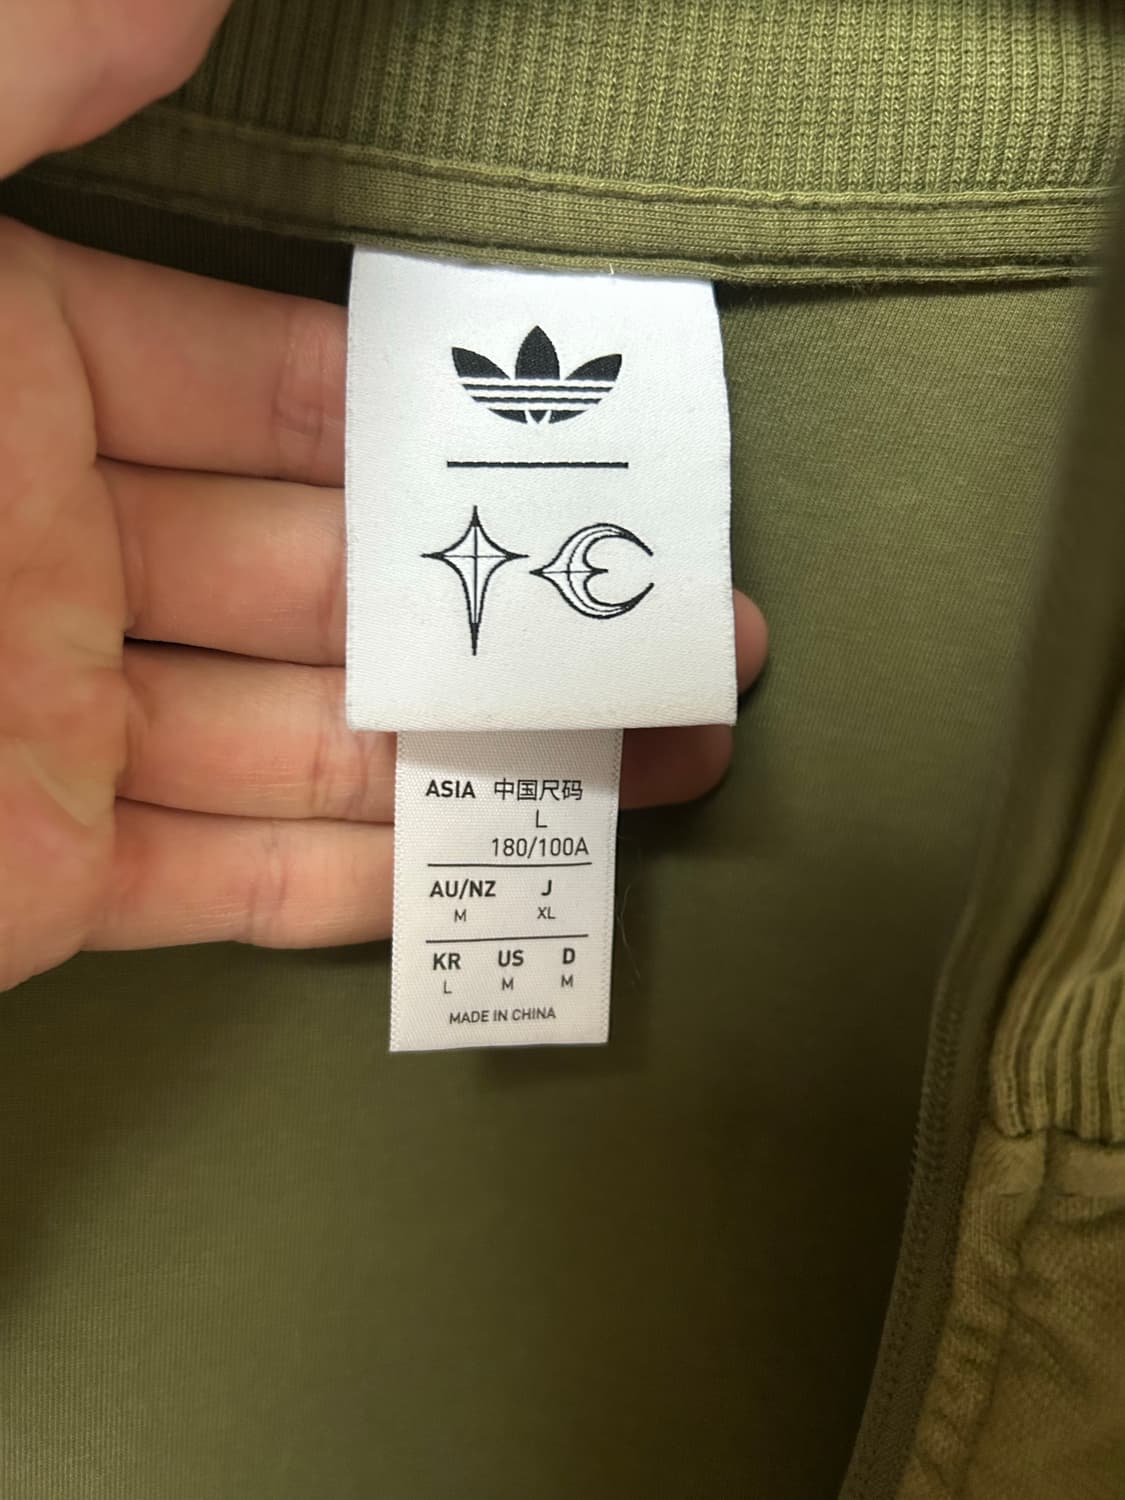 ASIA 中国尺码
L
180/100A
AU/NZ J
M XL
KR US D
L M M
MADE IN CHINA